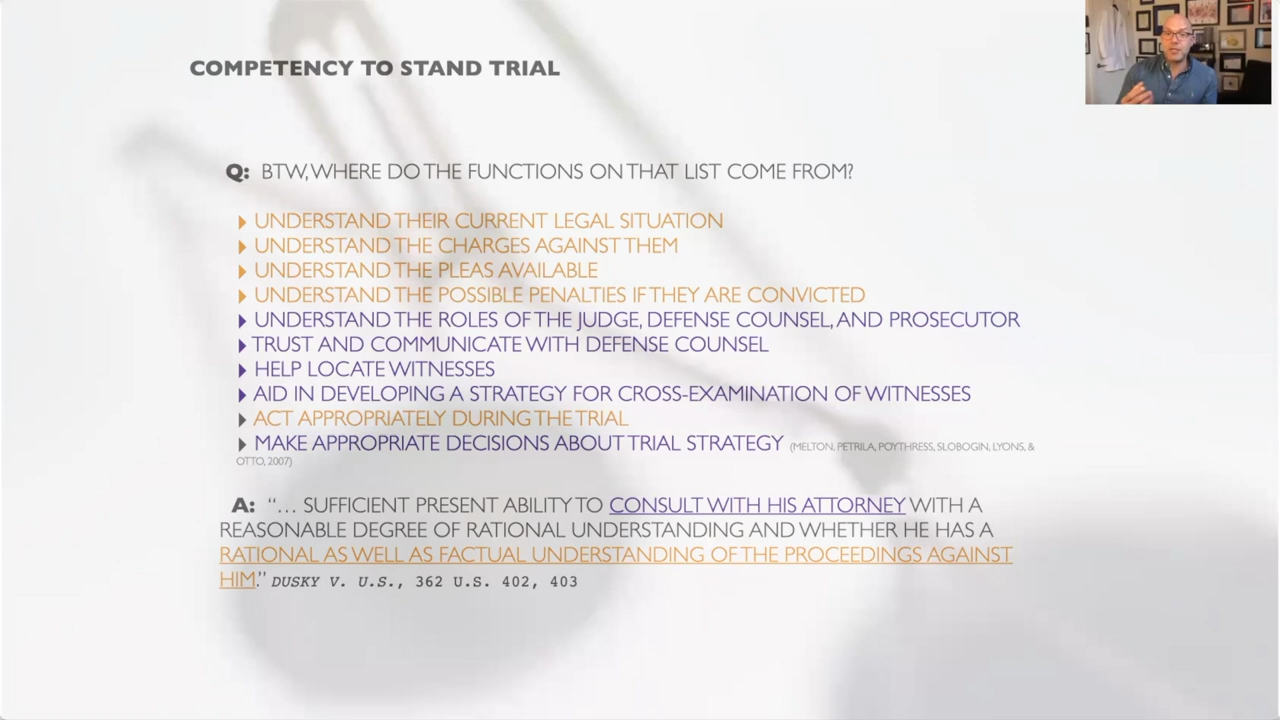 COMPETENCY TO STAND TRIAL
Q: BTW, WHERE DO THE FUNCTIONS ON THAT LIST COME FROM?
UNDERSTAND THEIR CURRENT LEGAL SITUATION
UNDERSTAND THE CHARGES AGAINST THEM
UNDERSTAND THE PLEAS AVAILABLE
UNDERSTAND THE POSSIBLE PENALTIES IF THEY ARE CONVICTED
UNDERSTAND THE ROLES OF THE JUDGE, DEFENSE COUNSEL, AND PROSECUTOR
TRUST AND COMMUNICATE WITH DEFENSE COUNSEL
HELP LOCATE WITNESSES
AID IN DEVELOPING A STRATEGY FOR CROSS-EXAMINATION OF WITNESSES
ACT APPROPRIATELY DURING THE TRIAL
MAKE APPROPRIATE DECISIONS ABOUT TRIAL STRATEGY (MELTON, PETRILA, POYTHRESS, SLOBOGIN, LYONS, &
OTTO, 2007)
A: “… SUFFICIENT PRESENT ABILITY TO CONSULT WITH HIS ATTORNEY WITH A
REASONABLE DEGREE OF RATIONAL UNDERSTANDING AND WHETHER HE HAS A
RATIONAL AS WELL AS FACTUAL UNDERSTANDING OF THE PROCEEDINGS AGAINST
HIM.” DUSKY V. U.S., 362 U.S. 402, 403